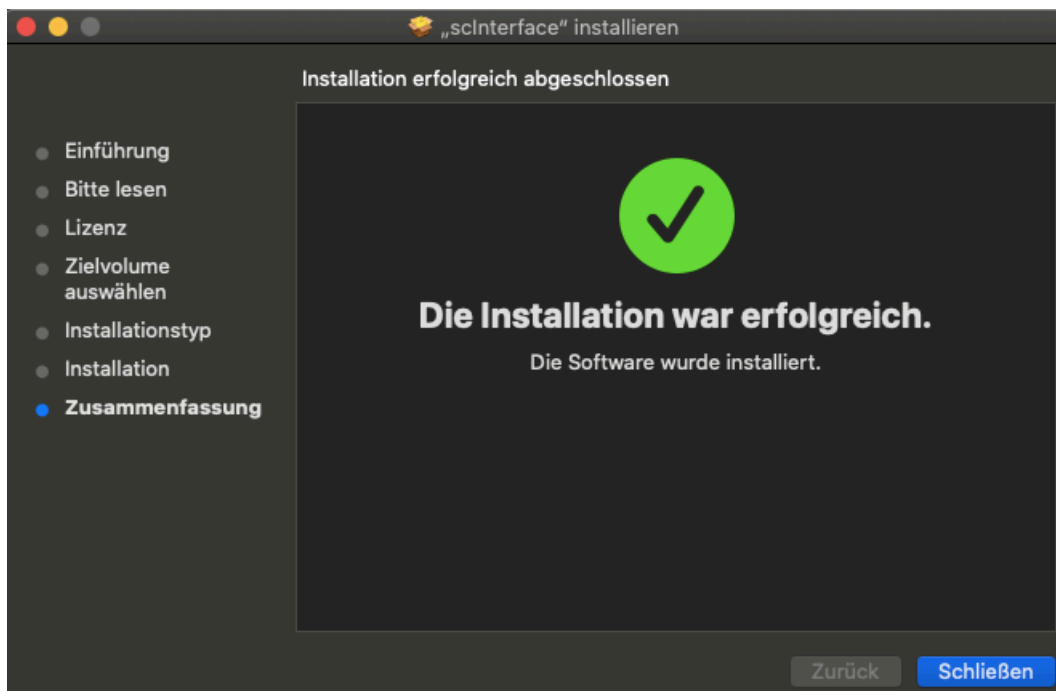 „scInterface“ installieren
Installation erfolgreich abgeschlossen
Einführung
Bitte lesen
Lizenz
Zielvolume
auswählen
Installationstyp
Installation
Zusammenfassung
Die Installation war erfolgreich.
Die Software wurde installiert.
Zurück
Schließen